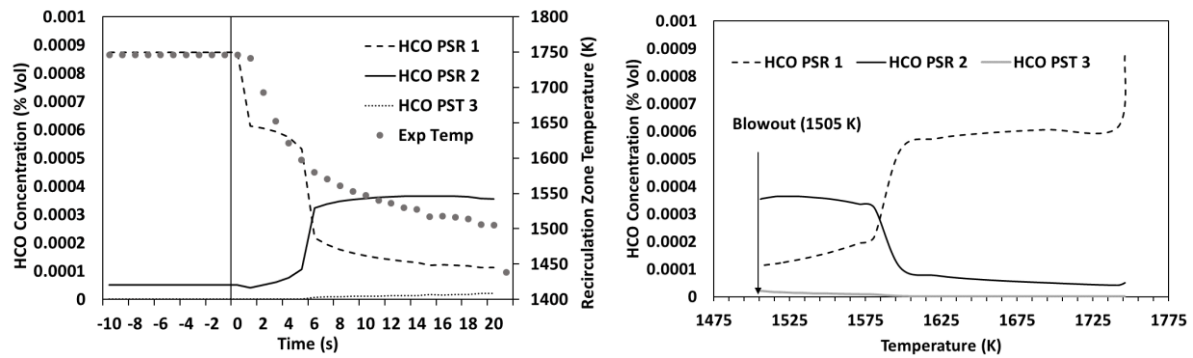 HCO Concentration (% Vol)
0.001
0.0009
0.0008
0.0007
0.0006
0.0005
0.0004
0.0003
0.0002
0.0001
0
-10 -8 -6 -4 -2 0 2 4 6 8 10 12 14 16 18 20
Time (s)
HCO PSR 1
HCO PSR 2
HCO PST 3
Exp Temp
1800
1750
1700
1650
1600
1550
1500
1450
1400
Recirculation Zone Temperature (K)
HCO Concentration (% Vol)
0.001
0.0009
0.0008
0.0007
0.0006
0.0005
0.0004
0.0003
0.0002
0.0001
0
HCO PSR 1 HCO PSR 2 HCO PST 3
Blowout (1505 K)
1475 1525 1575 1625 1675 1725 1775
Temperature (K)